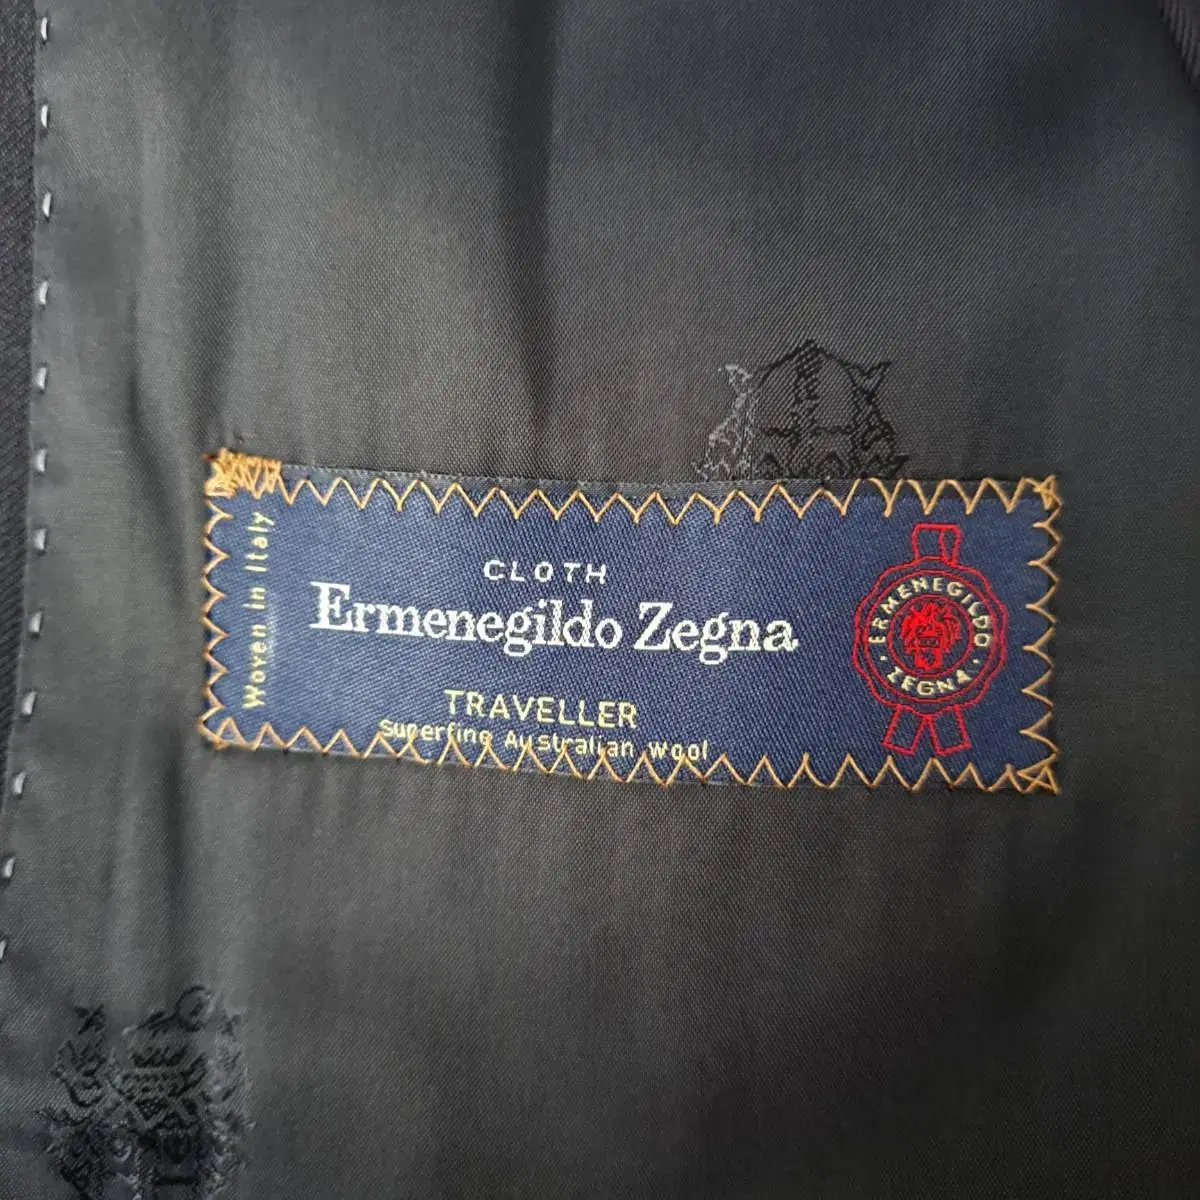 Woven in Italy
CLOTH
Ermenegildo Zegna
TRAVELLER
Superfine Australian wool
ERMENEGILDO
· ZEGNA ·